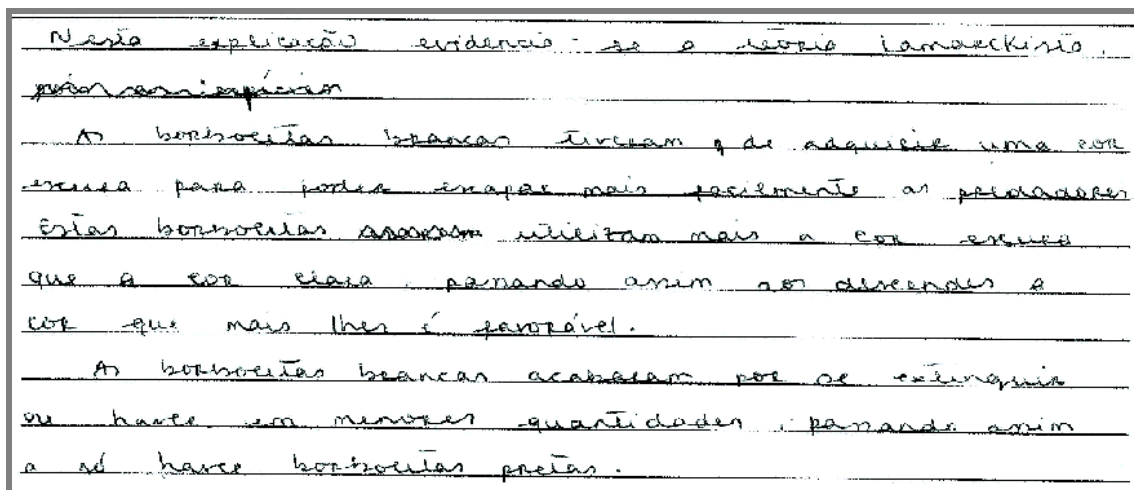 Nesta explicação evidencia-se a teoria lamarckista.
As borboletas brancas tiveram q de adquirir uma cor
escura para poder escapar mais facilmente as predadores
Estas borboletas utilizam mais a cor escura
que a cor clara, passando assim aos descendes a
cor que mais lhes é favorável.
As borboletas brancas acabaram por se extinguir
ou haver em menores quantidades, passando assim
a só haver borboletas pretas.